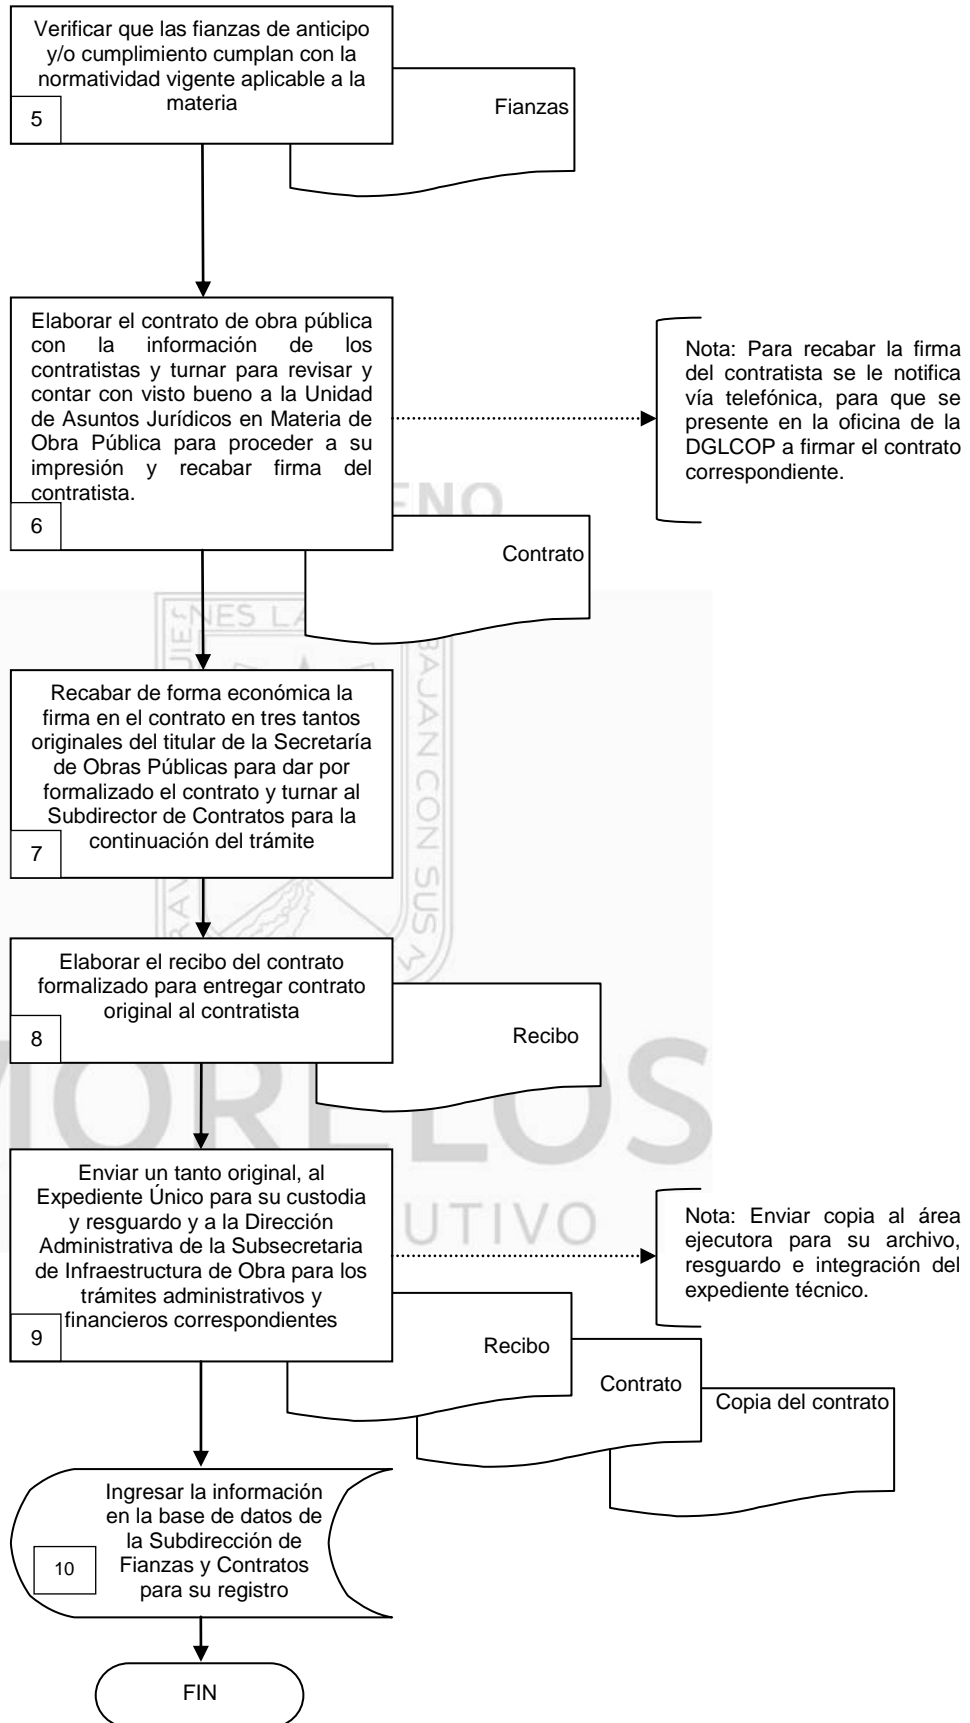 Verificar que las fianzas de anticipo
y/o cumplimiento cumplan con la
normatividad vigente aplicable a la
materia
5
Fianzas
Elaborar el contrato de obra pública
con la información de los
contratistas y turnar para revisar y
contar con visto bueno a la Unidad
de Asuntos Jurídicos en Materia de
Obra Pública para proceder a su
impresión y recabar firma del
contratista.
6
Nota: Para recabar la firma
del contratista se le notifica
vía telefónica, para que se
presente en la oficina de la
DGLCOP a firmar el contrato
correspondiente.
Contrato
Recabar de forma económica la
firma en el contrato en tres tantos
originales del titular de la Secretaría
de Obras Públicas para dar por
formalizado el contrato y turnar al
Subdirector de Contratos para la
continuación del trámite
7
Elaborar el recibo del contrato
formalizado para entregar contrato
original al contratista
8
Recibo
MORELOS
Enviar un tanto original, al
Expediente Único para su custodia
y resguardo y a la Dirección
Administrativa de la Subsecretaria
de Infraestructura de Obra para los
trámites administrativos y
financieros correspondientes
9
Nota: Enviar copia al área
ejecutora para su archivo,
resguardo e integración del
expediente técnico.
Recibo
Contrato
Copia del contrato
Ingresar la información
en la base de datos de
la Subdirección de
Fianzas y Contratos
para su registro
10
FIN